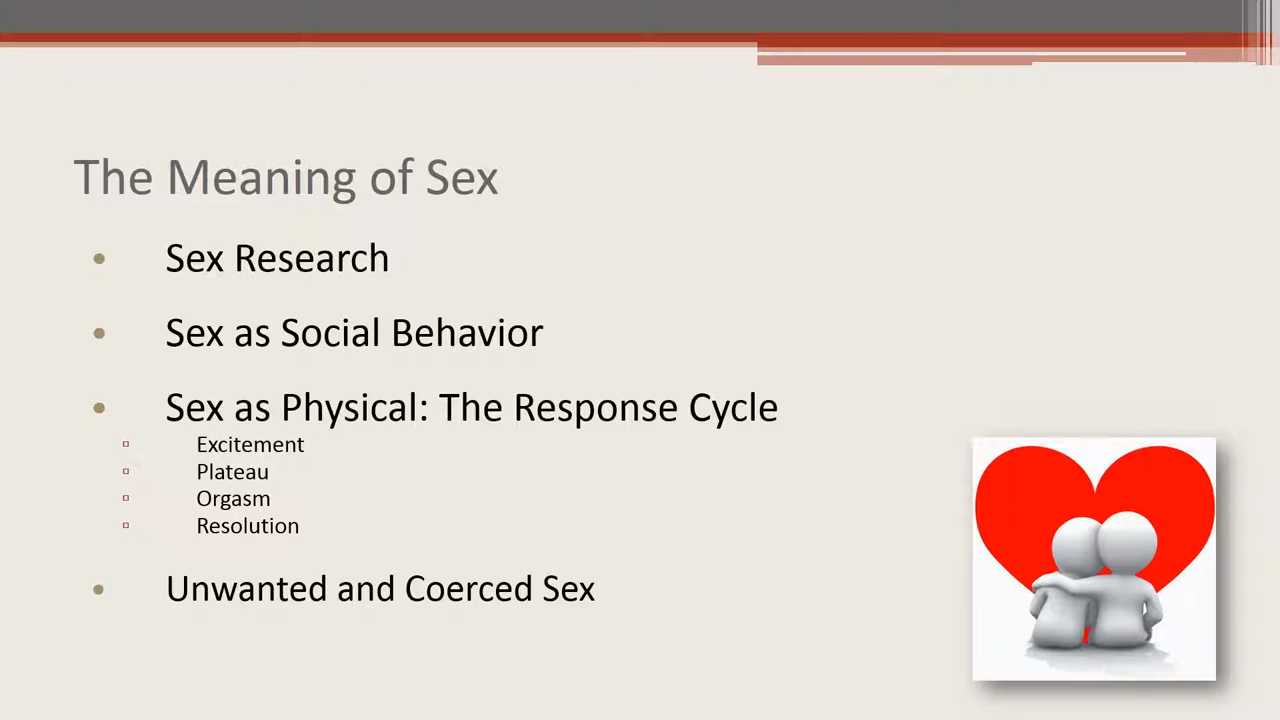 The Meaning of Sex
• Sex Research
• Sex as Social Behavior
• Sex as Physical: The Response Cycle
▫ Excitement
▫ Plateau
▫ Orgasm
▫ Resolution
• Unwanted and Coerced Sex